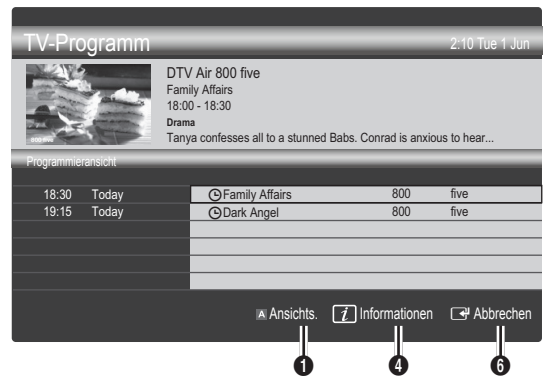 TV-Programm 2:10 Tue 1 Jun
DTV Air 800 five
Family Affairs
18:00 - 18:30
Drama
Tanya confesses all to a stunned Babs. Conrad is anxious to hear...
800 five
Programmieransicht
18:30 Today Family Affairs 800 five
19:15 Today Dark Angel 800 five
A Ansichts. i Informationen Abbrechen
1 4 6